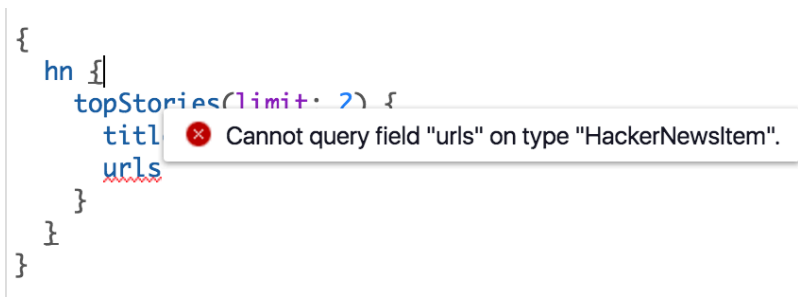 {
hn {
topStories(limit: 2) {
titl
Cannot query field "urls" on type "HackerNewsItem".
urls
}
}
}